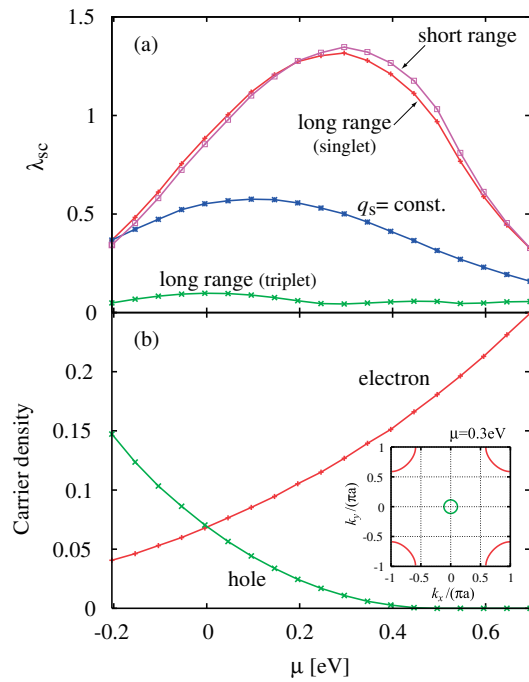 (a)
1.5
1
0.5
0
λsc
short range
long range
(singlet)
qs= const.
long range (triplet)
(b)
0.2
0.15
0.1
0.05
0
Carrier density
electron
hole
μ=0.3eV
1
0.5
0
-0.5
-1
ky/(πa)
-1 -0.5 0 0.5 1
kx/(πa)
-0.2 0 0.2 0.4 0.6
μ [eV]